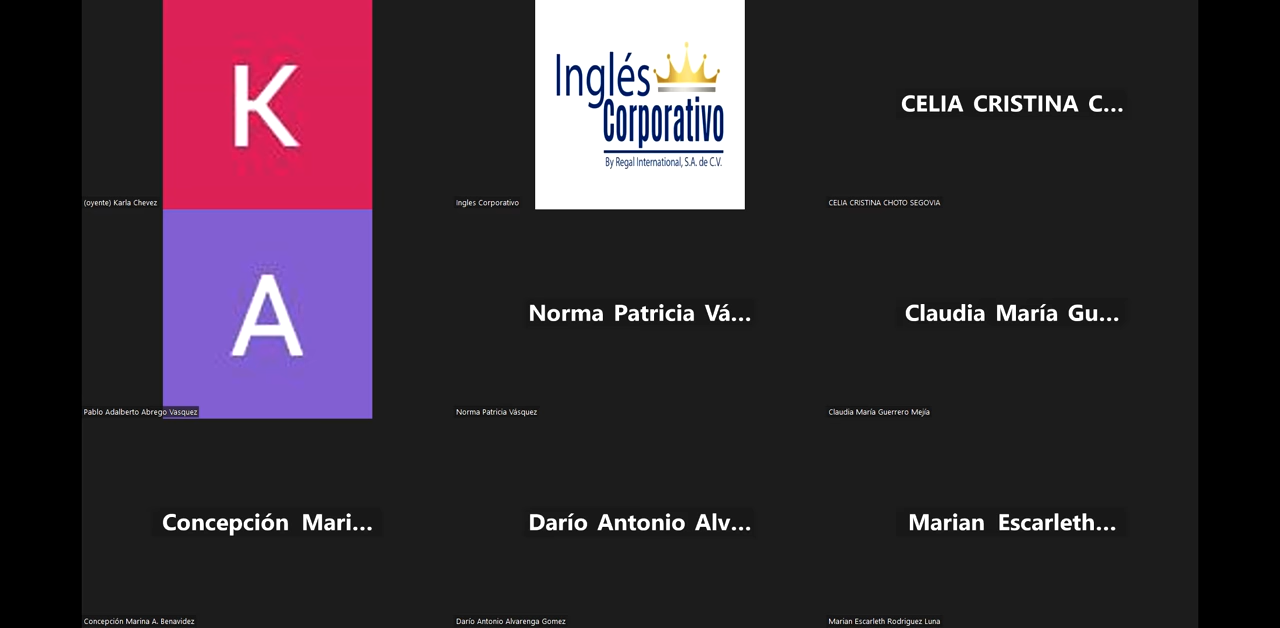 K
Inglés
Corporativo
By Regal International, S.A. de C.V.
CELIA CRISTINA C...
(oyente) Karla Chevez
Ingles Corporativo
CELIA CRISTINA CHOTO SEGOVIA
A
Norma Patricia Vá...
Claudia María Gu...
Pablo Adalberto Abrego Vasquez
Norma Patricia Vásquez
Claudia María Guerrero Mejía
Concepción Mari...
Darío Antonio Alv...
Marian Escarleth...
Concepción Marina A. Benavidez
Darío Antonio Alvarenga Gomez
Marian Escarleth Rodriguez Luna